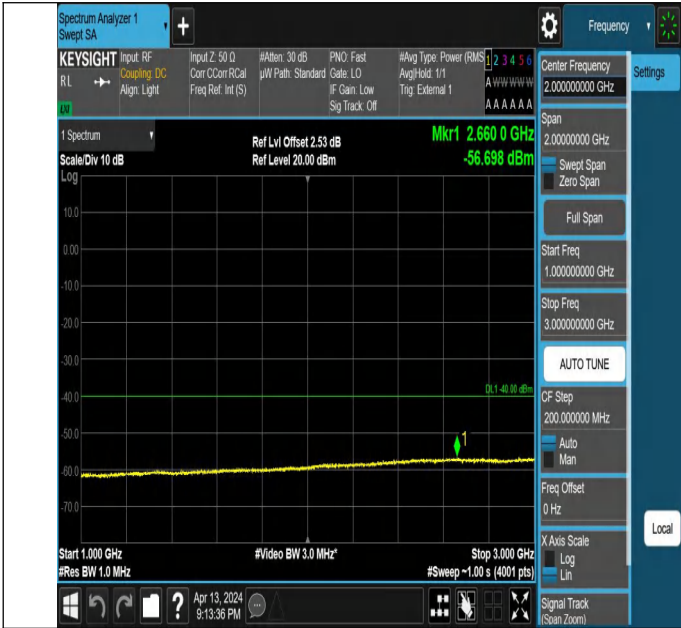 Spectrum Analyzer 1
Swept SA
+
Frequency
KEYSIGHT
RL
LXI
Input: RF
Coupling: DC
Align: Light
Input Z: 50 Ω
Corr CCorr RCal
Freq Ref: Int (S)
#Atten: 30 dB
µW Path: Standard
PNO: Fast
Gate: LO
IF Gain: Low
Sig Track: Off
#Avg Type: Power (RMS
Avg|Hold: 1/1
Trig: External 1
1 2 3 4 5 6
A W W W W W
A A A A A A
1 Spectrum
Scale/Div 10 dB
Log
Ref Lvl Offset 2.53 dB
Ref Level 20.00 dBm
Mkr1 2.660 0 GHz
-56.698 dBm
10.0
0.00
-10.0
-20.0
-30.0
-40.0
DL1 -40.00 dBm
-50.0
1
-60.0
-70.0
Start 1.000 GHz
#Res BW 1.0 MHz
#Video BW 3.0 MHz*
Stop 3.000 GHz
#Sweep ~1.00 s (4001 pts)
?
Apr 13, 2024
9:13:36 PM
Center Frequency
2.000000000 GHz
Span
2.00000000 GHz
Swept Span
Zero Span
Full Span
Start Freq
1.000000000 GHz
Stop Freq
3.000000000 GHz
AUTO TUNE
CF Step
200.000000 MHz
Auto
Man
Freq Offset
0 Hz
X Axis Scale
Log
Lin
Signal Track
(Span Zoom)
Settings
Local